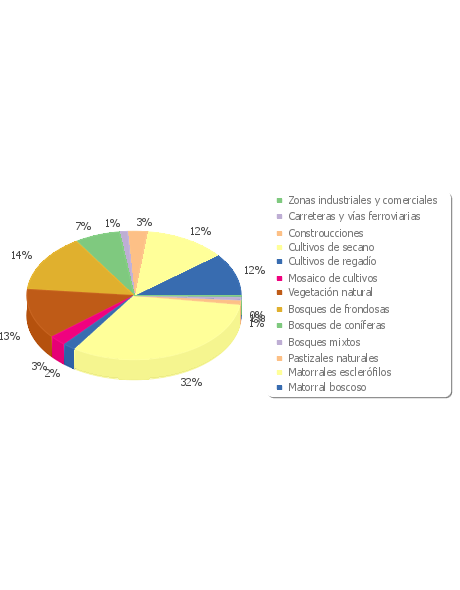 3%
1%
7%
12%
14%
12%
13%
1%
3%
2%
32%
Zonas industriales y comerciales
Carreteras y vías ferroviarias
Construcciones
Cultivos de secano
Cultivos de regadío
Mosaico de cultivos
Vegetación natural
Bosques de frondosas
Bosques de coníferas
Bosques mixtos
Pastizales naturales
Matorrales esclerófilos
Matorral boscoso